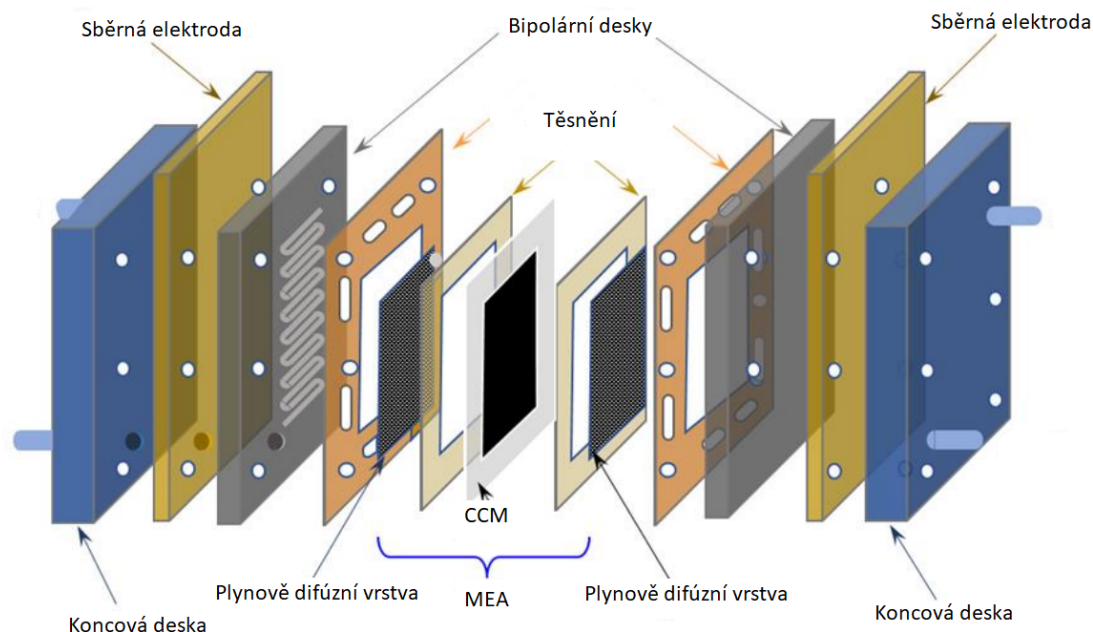 Sběrná elektroda
Bipolární desky
Sběrná elektroda
Těsnění
CCM
Plynově difúzní vrstva
MEA
Plynově difúzní vrstva
Koncová deska
Koncová deska